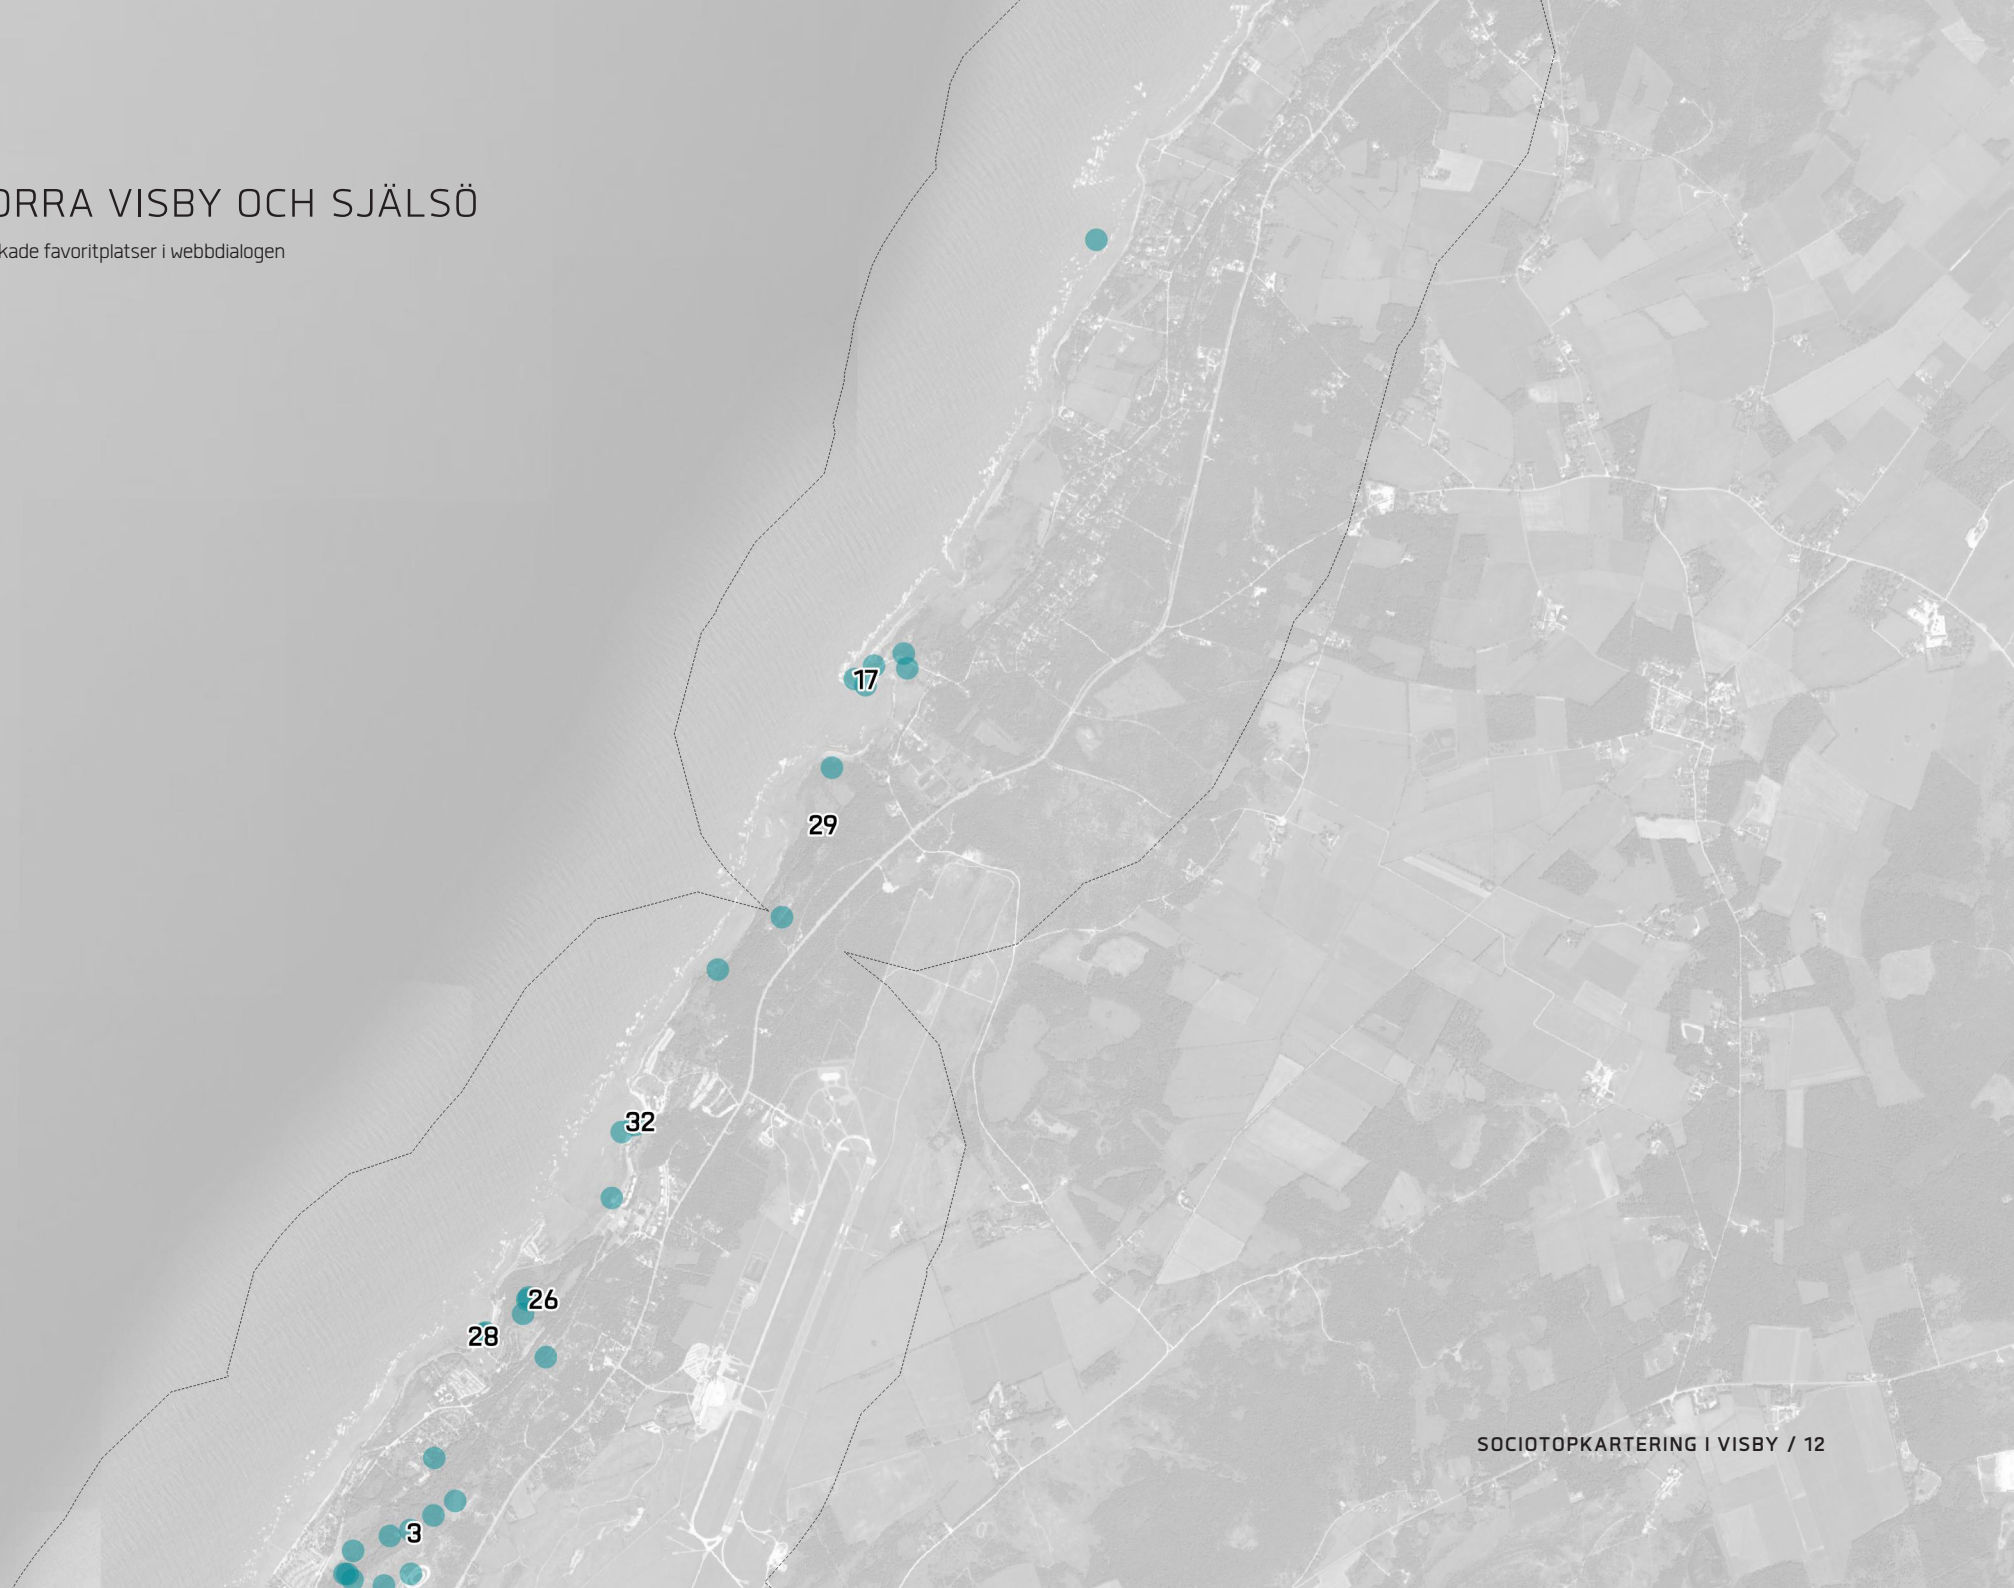 ORRA VISBY OCH SJÄLSÖ
kade favoritplatser i webbdialogen
17
29
32
26
28
3
SOCIOTOPKARTERING I VISBY / 12